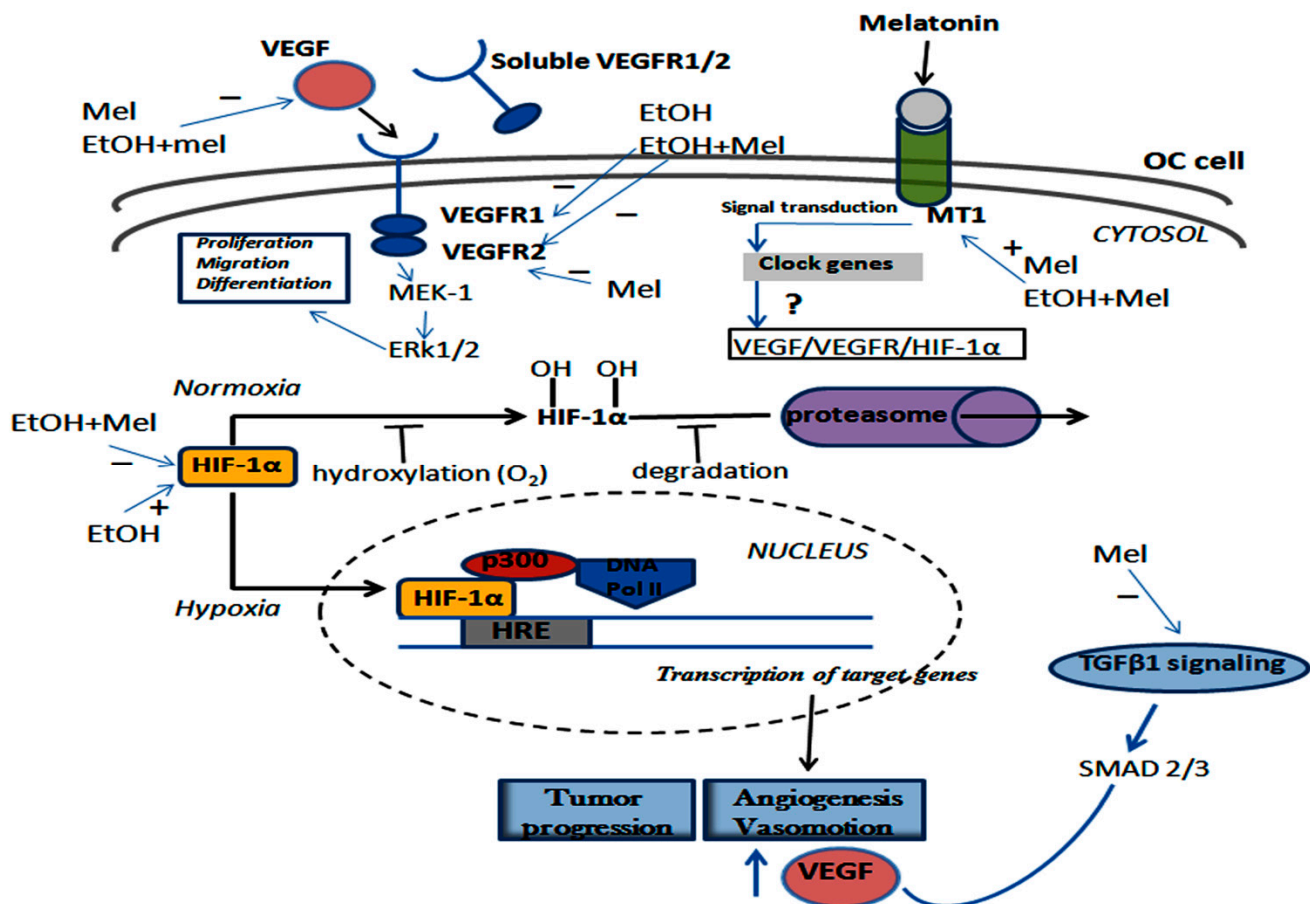 VEGF
Soluble VEGFR1/2
Melatonin
–
Mel
EtOH+mel
EtOH
EtOH+Mel
OC cell
–
–
VEGFR1
VEGFR2
–
Mel
Signal transduction
MT1
CYTOSOL
+
Mel
EtOH+Mel
Proliferation
Migration
Differentiation
MEK-1
ERk1/2
Clock genes
?
VEGF/VEGFR/HIF-1α
Normoxia
OH OH
HIF-1α
proteasome
EtOH+Mel
–
HIF-1α
+
EtOH
hydroxylation (O₂)
degradation
Hypoxia
NUCLEUS
p300
DNA
Pol II
HIF-1α
HRE
Transcription of target genes
Mel
–
TGFβ1 signaling
SMAD 2/3
Tumor
progression
Angiogenesis
Vasomotion
VEGF